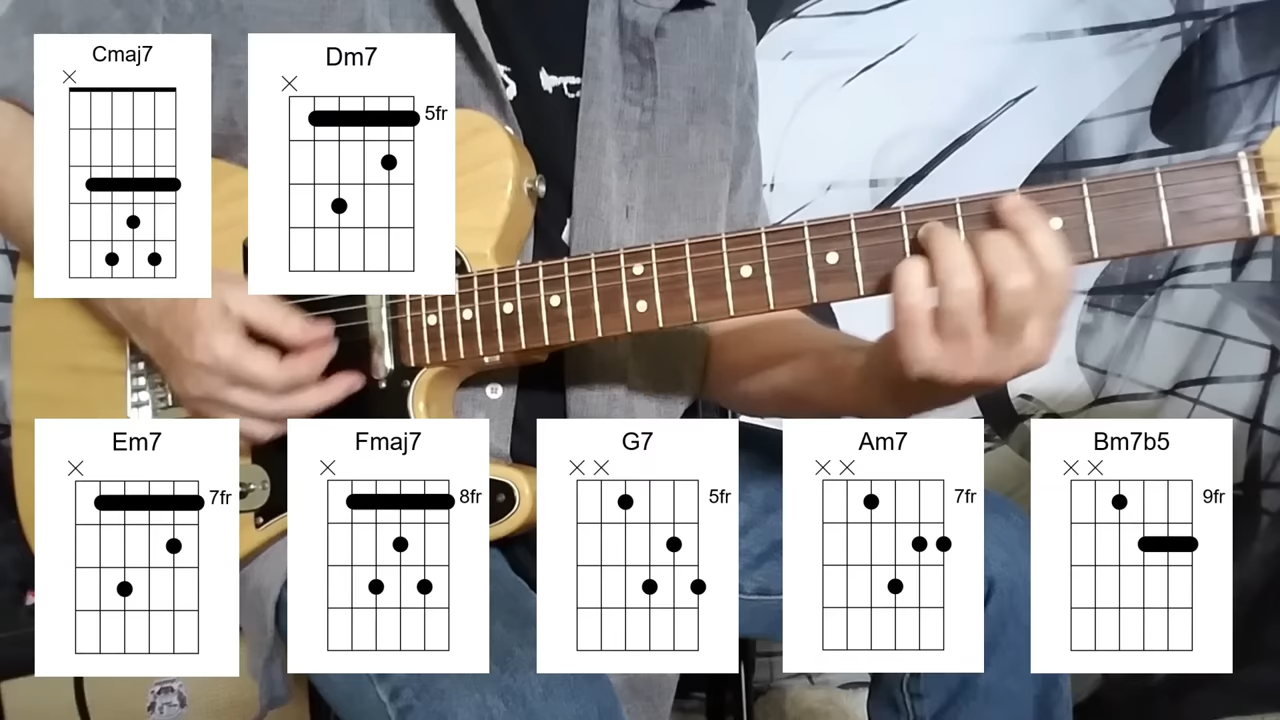 Cmaj7
X
Dm7
X
5fr
Em7
X
7fr
Fmaj7
X
8fr
G7
X X
5fr
Am7
X X
7fr
Bm7b5
X X
9fr